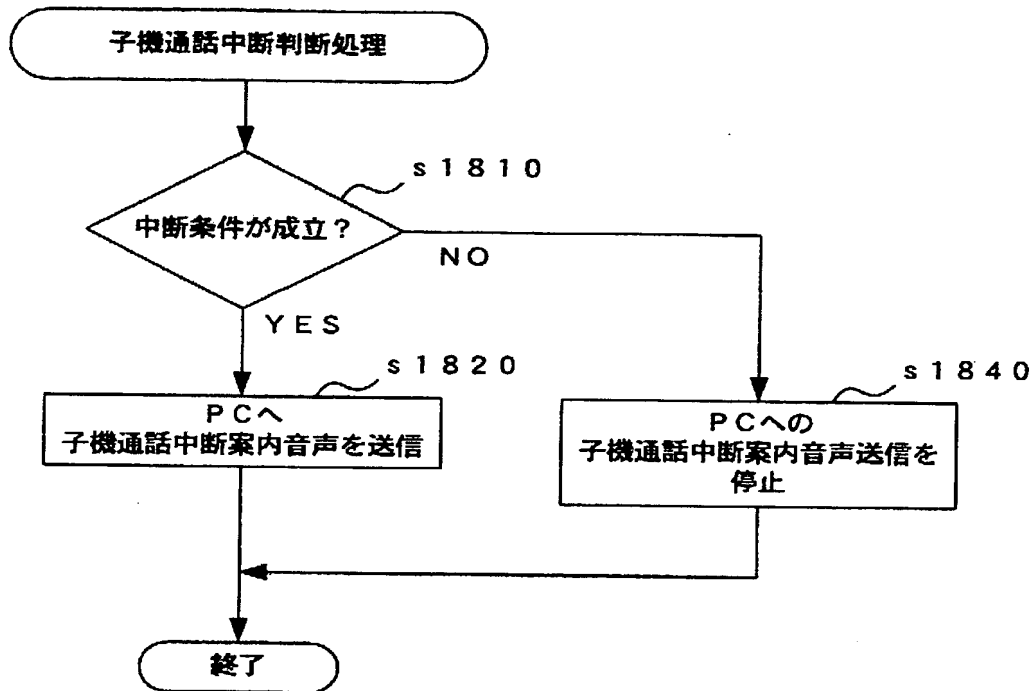 子機通話中断判断処理
ｓ１８１０
中断条件が成立？
ＮＯ
ＹＥＳ
ｓ１８２０
ｓ１８４０
ＰＣへ
子機通話中断案内音声を送信
ＰＣへの
子機通話中断案内音声送信を
停止
終了